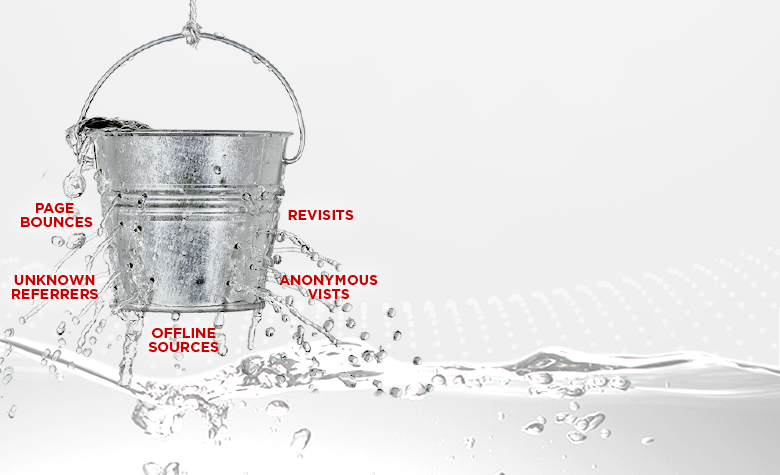 PAGE
BOUNCES
REVISITS
UNKNOWN
REFERRERS
ANONYMOUS
VISTS
OFFLINE
SOURCES